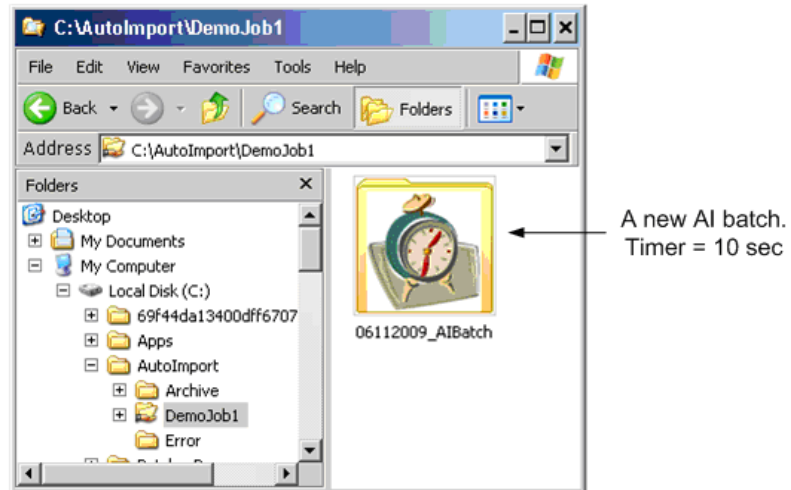 C:\AutoImport\DemoJob1
File Edit View Favorites Tools Help
Back Search Folders
Address C:\AutoImport\DemoJob1
Folders
Desktop
My Documents
My Computer
Local Disk (C:)
69f44da13400dff6707
Apps
AutoImport
Archive
DemoJob1
Error
06112009_AIBatch
A new AI batch.
Timer = 10 sec